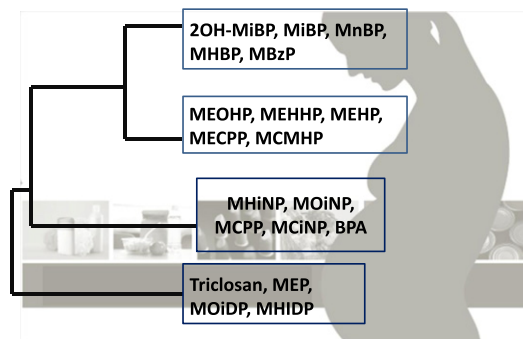 2OH-MiBP, MiBP, MnBP,
MHBP, MBzP
MEOHP, MEHHP, MEHP,
MECPP, MCMHP
MHiNP, MOiNP,
MCPP, MCiNP, BPA
Triclosan, MEP,
MOiDP, MHIDP